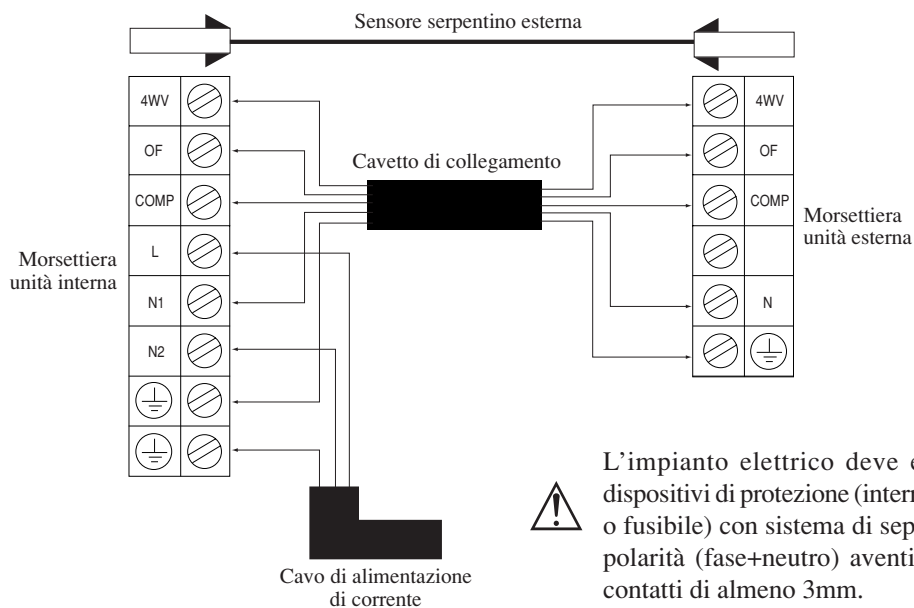 Sensore serpentino esterna
4WV
OF
COMP
L
N1
N2
Morsettiera
unità interna
Cavetto di collegamento
4WV
OF
COMP
N
Morsettiera
unità esterna
Cavo di alimentazione
di corrente
L'impianto elettrico deve
dispositivi di protezione
o fusibile) con sistema di
polarità (fase+neutro) aventi
contatti di almeno 3mm.